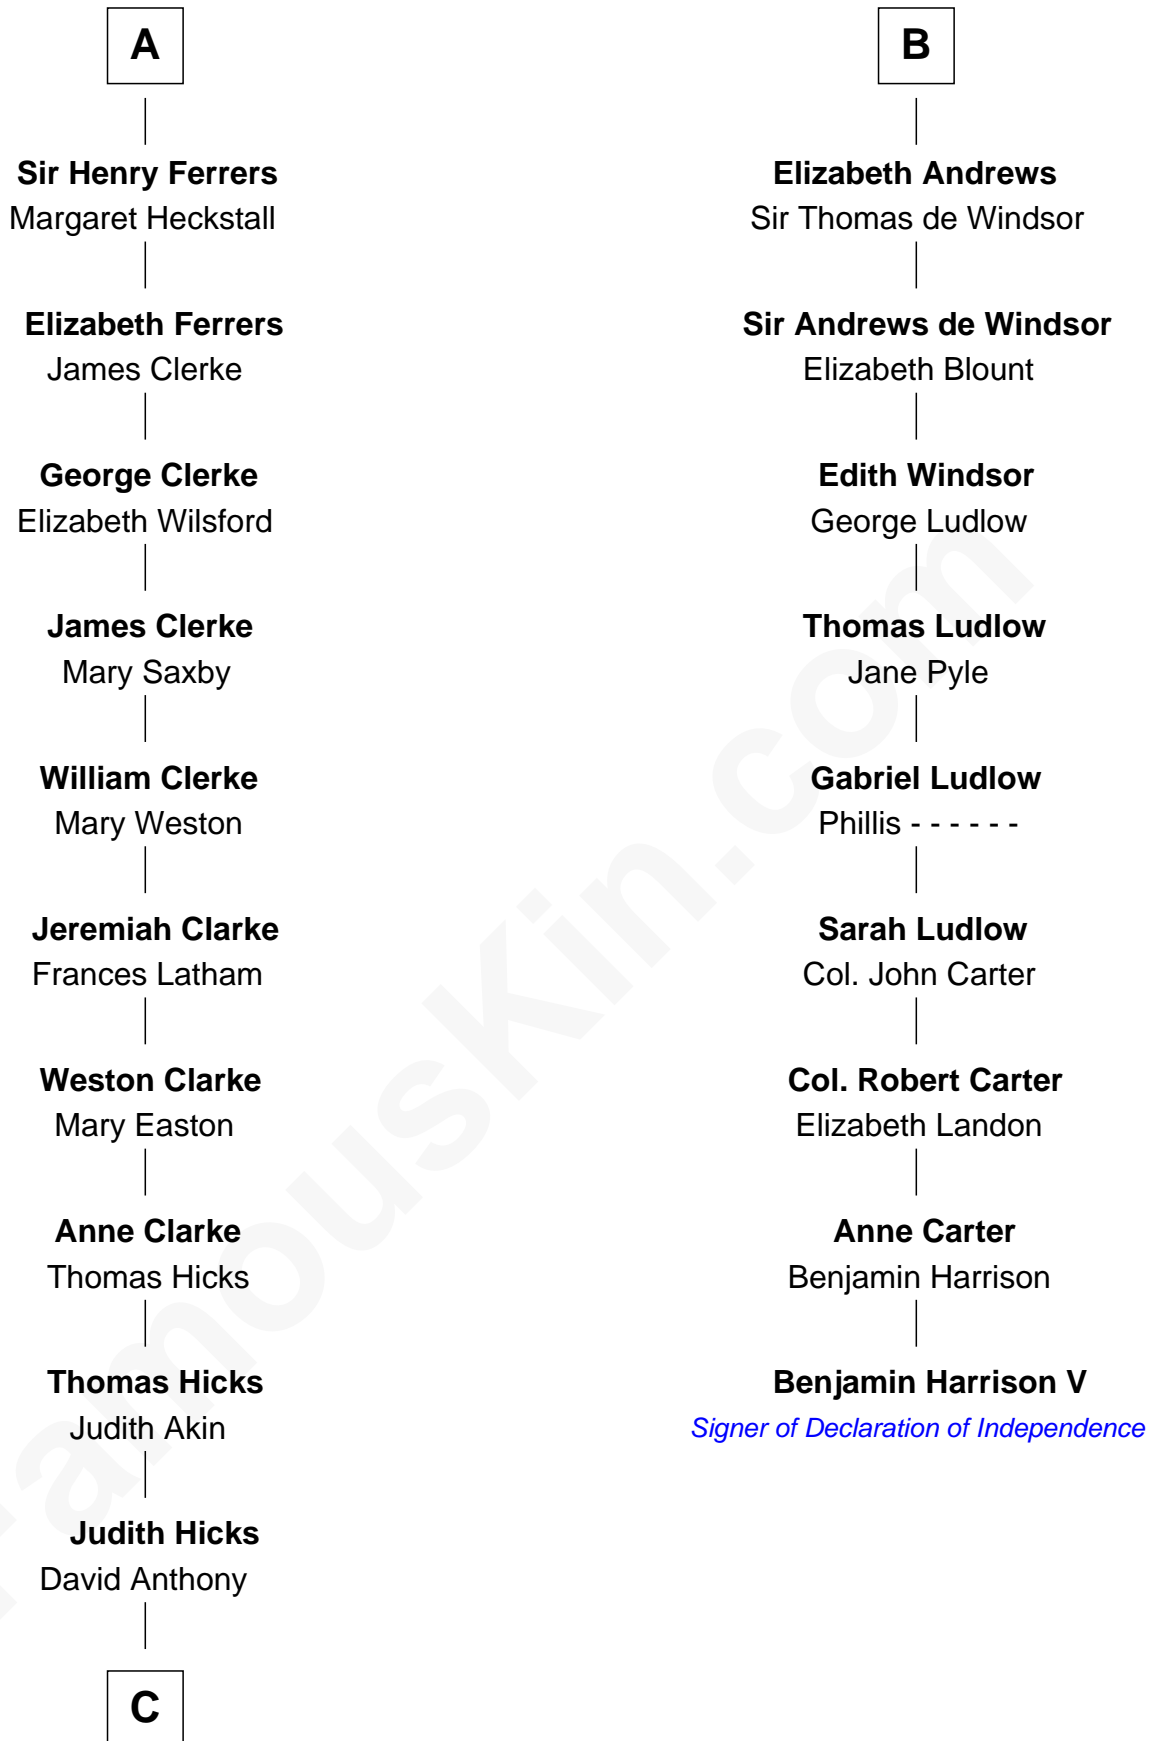 A
Sir Henry Ferrers
Margaret Heckstall
Elizabeth Ferrers
James Clerke
George Clerke
Elizabeth Wilsford
James Clerke
Mary Saxby
William Clerke
Mary Weston
Jeremiah Clarke
Frances Latham
Weston Clarke
Mary Easton
Anne Clarke
Thomas Hicks
Thomas Hicks
Judith Akin
Judith Hicks
David Anthony
C
B
Elizabeth Andrews
Sir Thomas de Windsor
Sir Andrews de Windsor
Elizabeth Blount
Edith Windsor
George Ludlow
Thomas Ludlow
Jane Pyle
Gabriel Ludlow
Phillis - - - - - -
Sarah Ludlow
Col. John Carter
Col. Robert Carter
Elizabeth Landon
Anne Carter
Benjamin Harrison
Benjamin Harrison V
Signer of Declaration of Independence
FamousKin.com